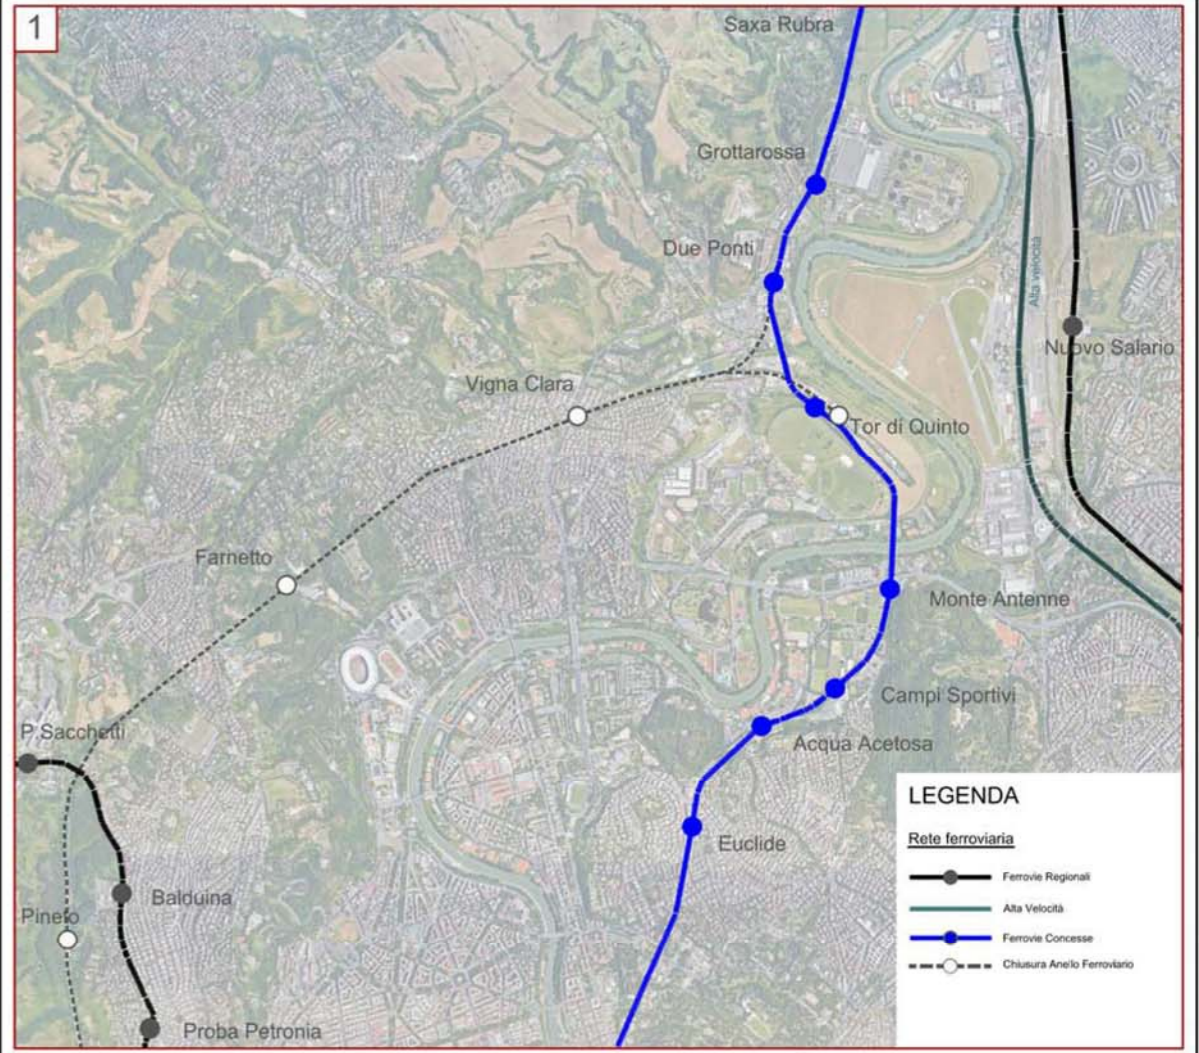 1
Saxa Rubra
Grottarossa
Due Ponti
Alta velocità
Nuovo Salario
Vigna Clara
Tor di Quinto
Farnetto
Monte Antenne
Campi Sportivi
P.Sacchetti
Acqua Acetosa
Euclide
Balduina
Pineto
Proba Petronia
LEGENDA
Rete ferroviaria
Ferrovie Regionali
Alta Velocità
Ferrovie Concesse
Chiusura Anello Ferroviario